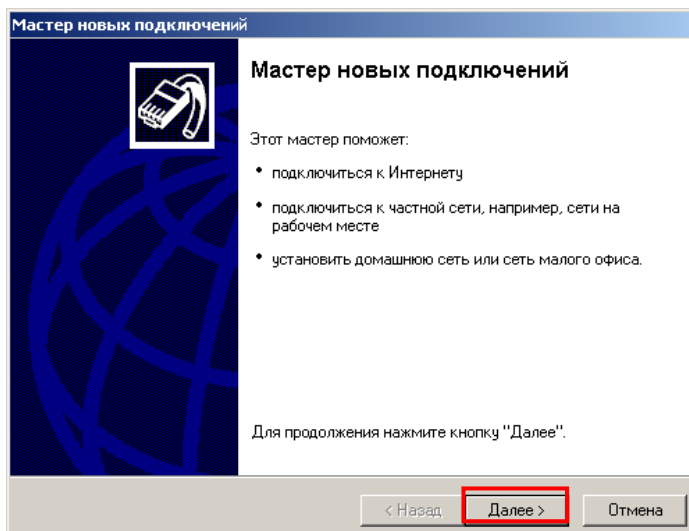 Мастер новых подключений
Мастер новых подключений
Этот мастер поможет:
• подключиться к Интернету
• подключиться к частной сети, например, сети на
рабочем месте
• установить домашнюю сеть или сеть малого офиса.
Для продолжения нажмите кнопку "Далее".
< Назад
Далее >
Отмена